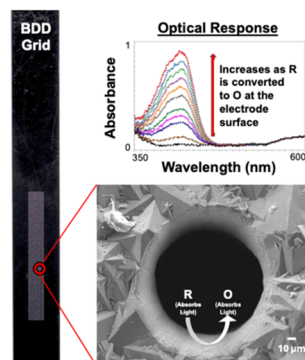 BDD
Grid
Optical Response
1
Absorbance
Increases as R
is converted
to O at the
electrode
surface
0
350
600
Wavelength (nm)
R
O
(Absorbs
Light)
(Absorbs
Light)
10 µm